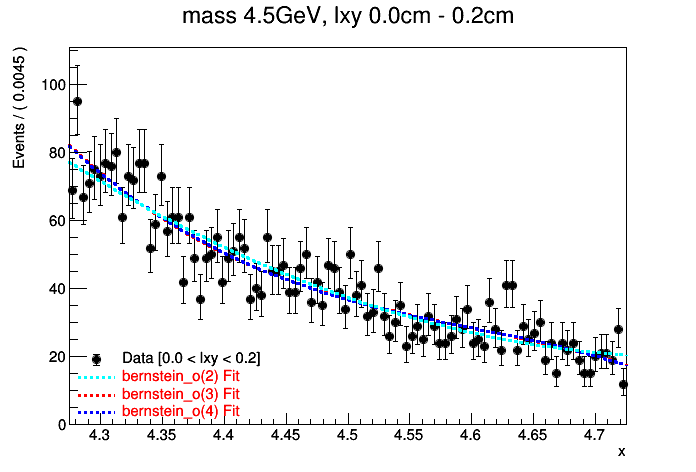 mass 4.5GeV, lxy 0.0cm - 0.2cm
Events / ( 0.0045 )
100
80
60
40
20
0
Data [0.0 < lxy < 0.2]
bernstein_o(2) Fit
bernstein_o(3) Fit
bernstein_o(4) Fit
4.3 4.35 4.4 4.45 4.5 4.55 4.6 4.65 4.7
x